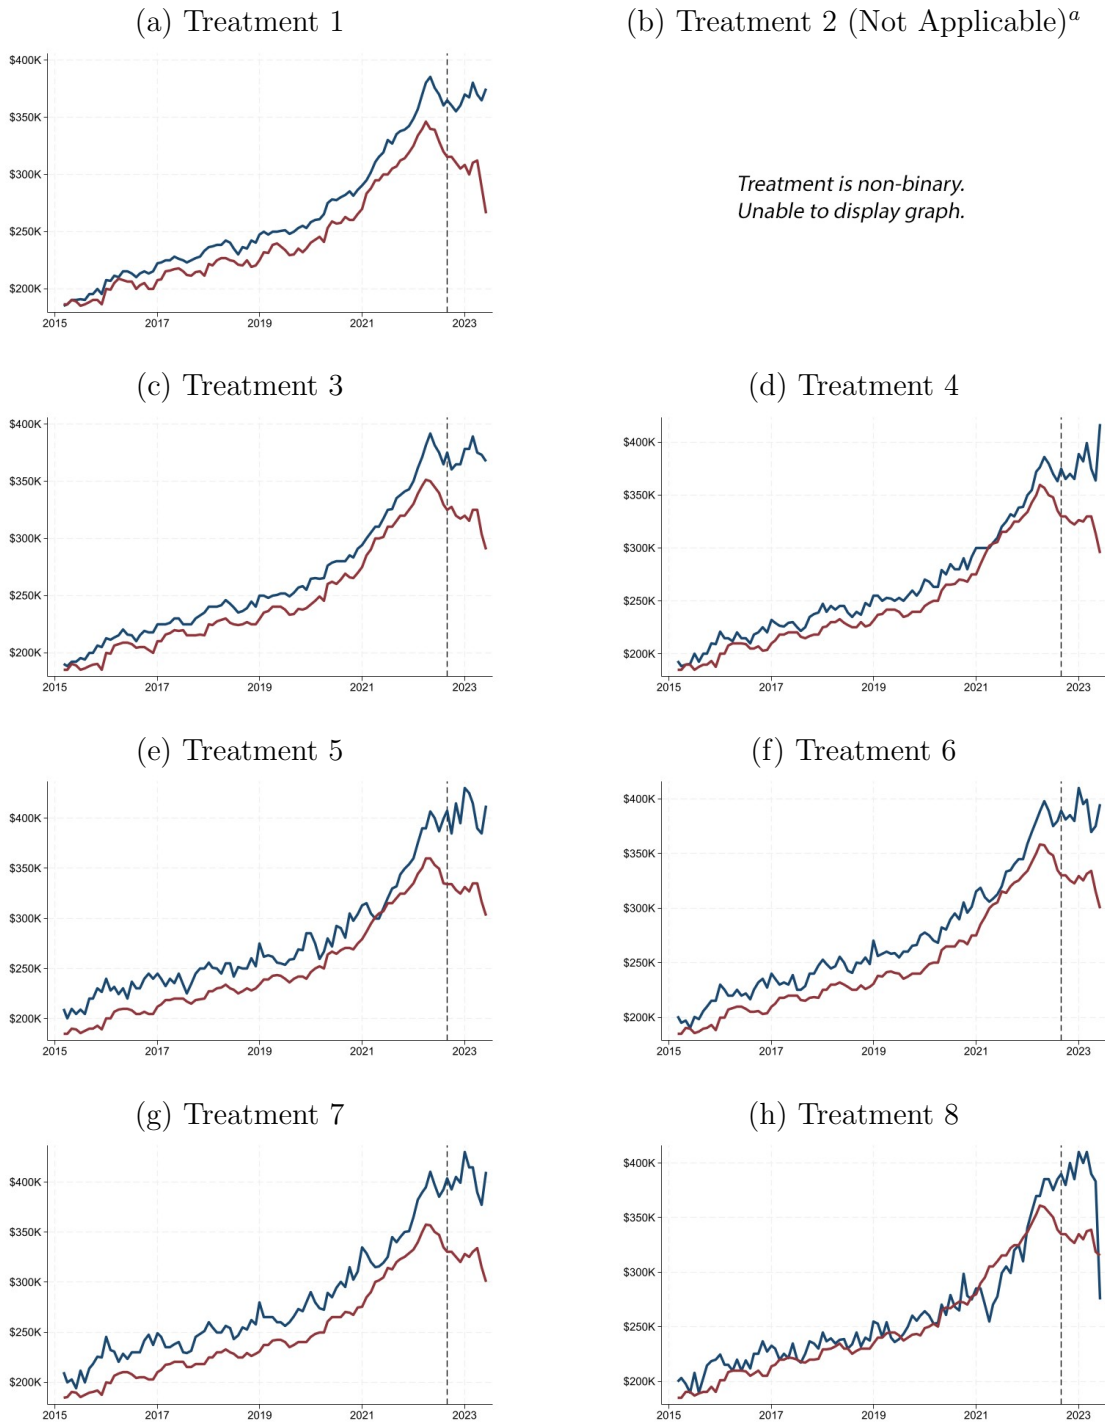 (a) Treatment 1
$400K
$350K
$300K
$250K
$200K
2015 2017 2019 2021 2023
(b) Treatment 2 (Not Applicable)a
Treatment is non-binary.
Unable to display graph.
(c) Treatment 3
$400K
$350K
$300K
$250K
$200K
2015 2017 2019 2021 2023
(d) Treatment 4
$400K
$350K
$300K
$250K
$200K
2015 2017 2019 2021 2023
(e) Treatment 5
$400K
$350K
$300K
$250K
$200K
2015 2017 2019 2021 2023
(f) Treatment 6
$400K
$350K
$300K
$250K
$200K
2015 2017 2019 2021 2023
(g) Treatment 7
$400K
$350K
$300K
$250K
$200K
2015 2017 2019 2021 2023
(h) Treatment 8
$400K
$350K
$300K
$250K
$200K
2015 2017 2019 2021 2023